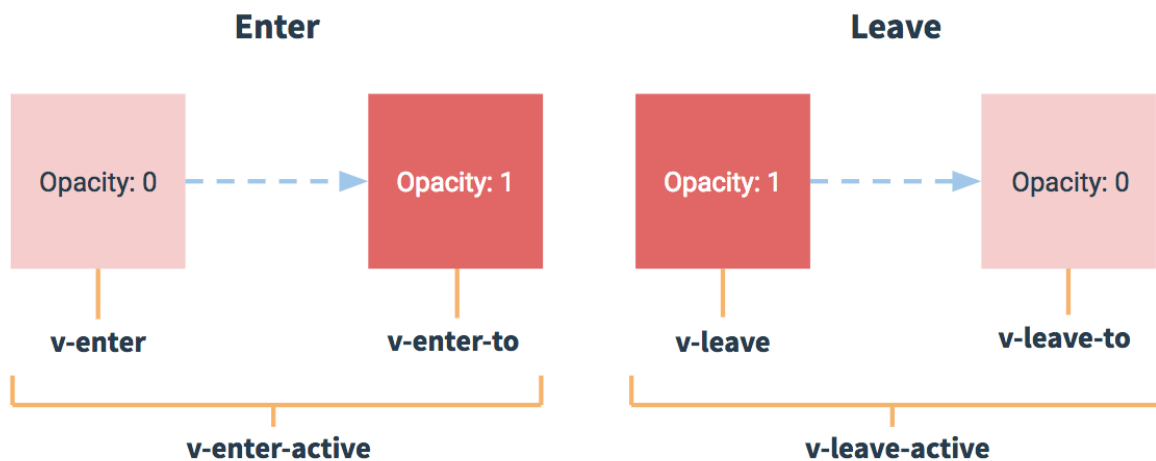 Enter
Leave
Opacity: 0
Opacity: 1
Opacity: 1
Opacity: 0
v-enter
v-enter-to
v-leave
v-leave-to
v-enter-active
v-leave-active